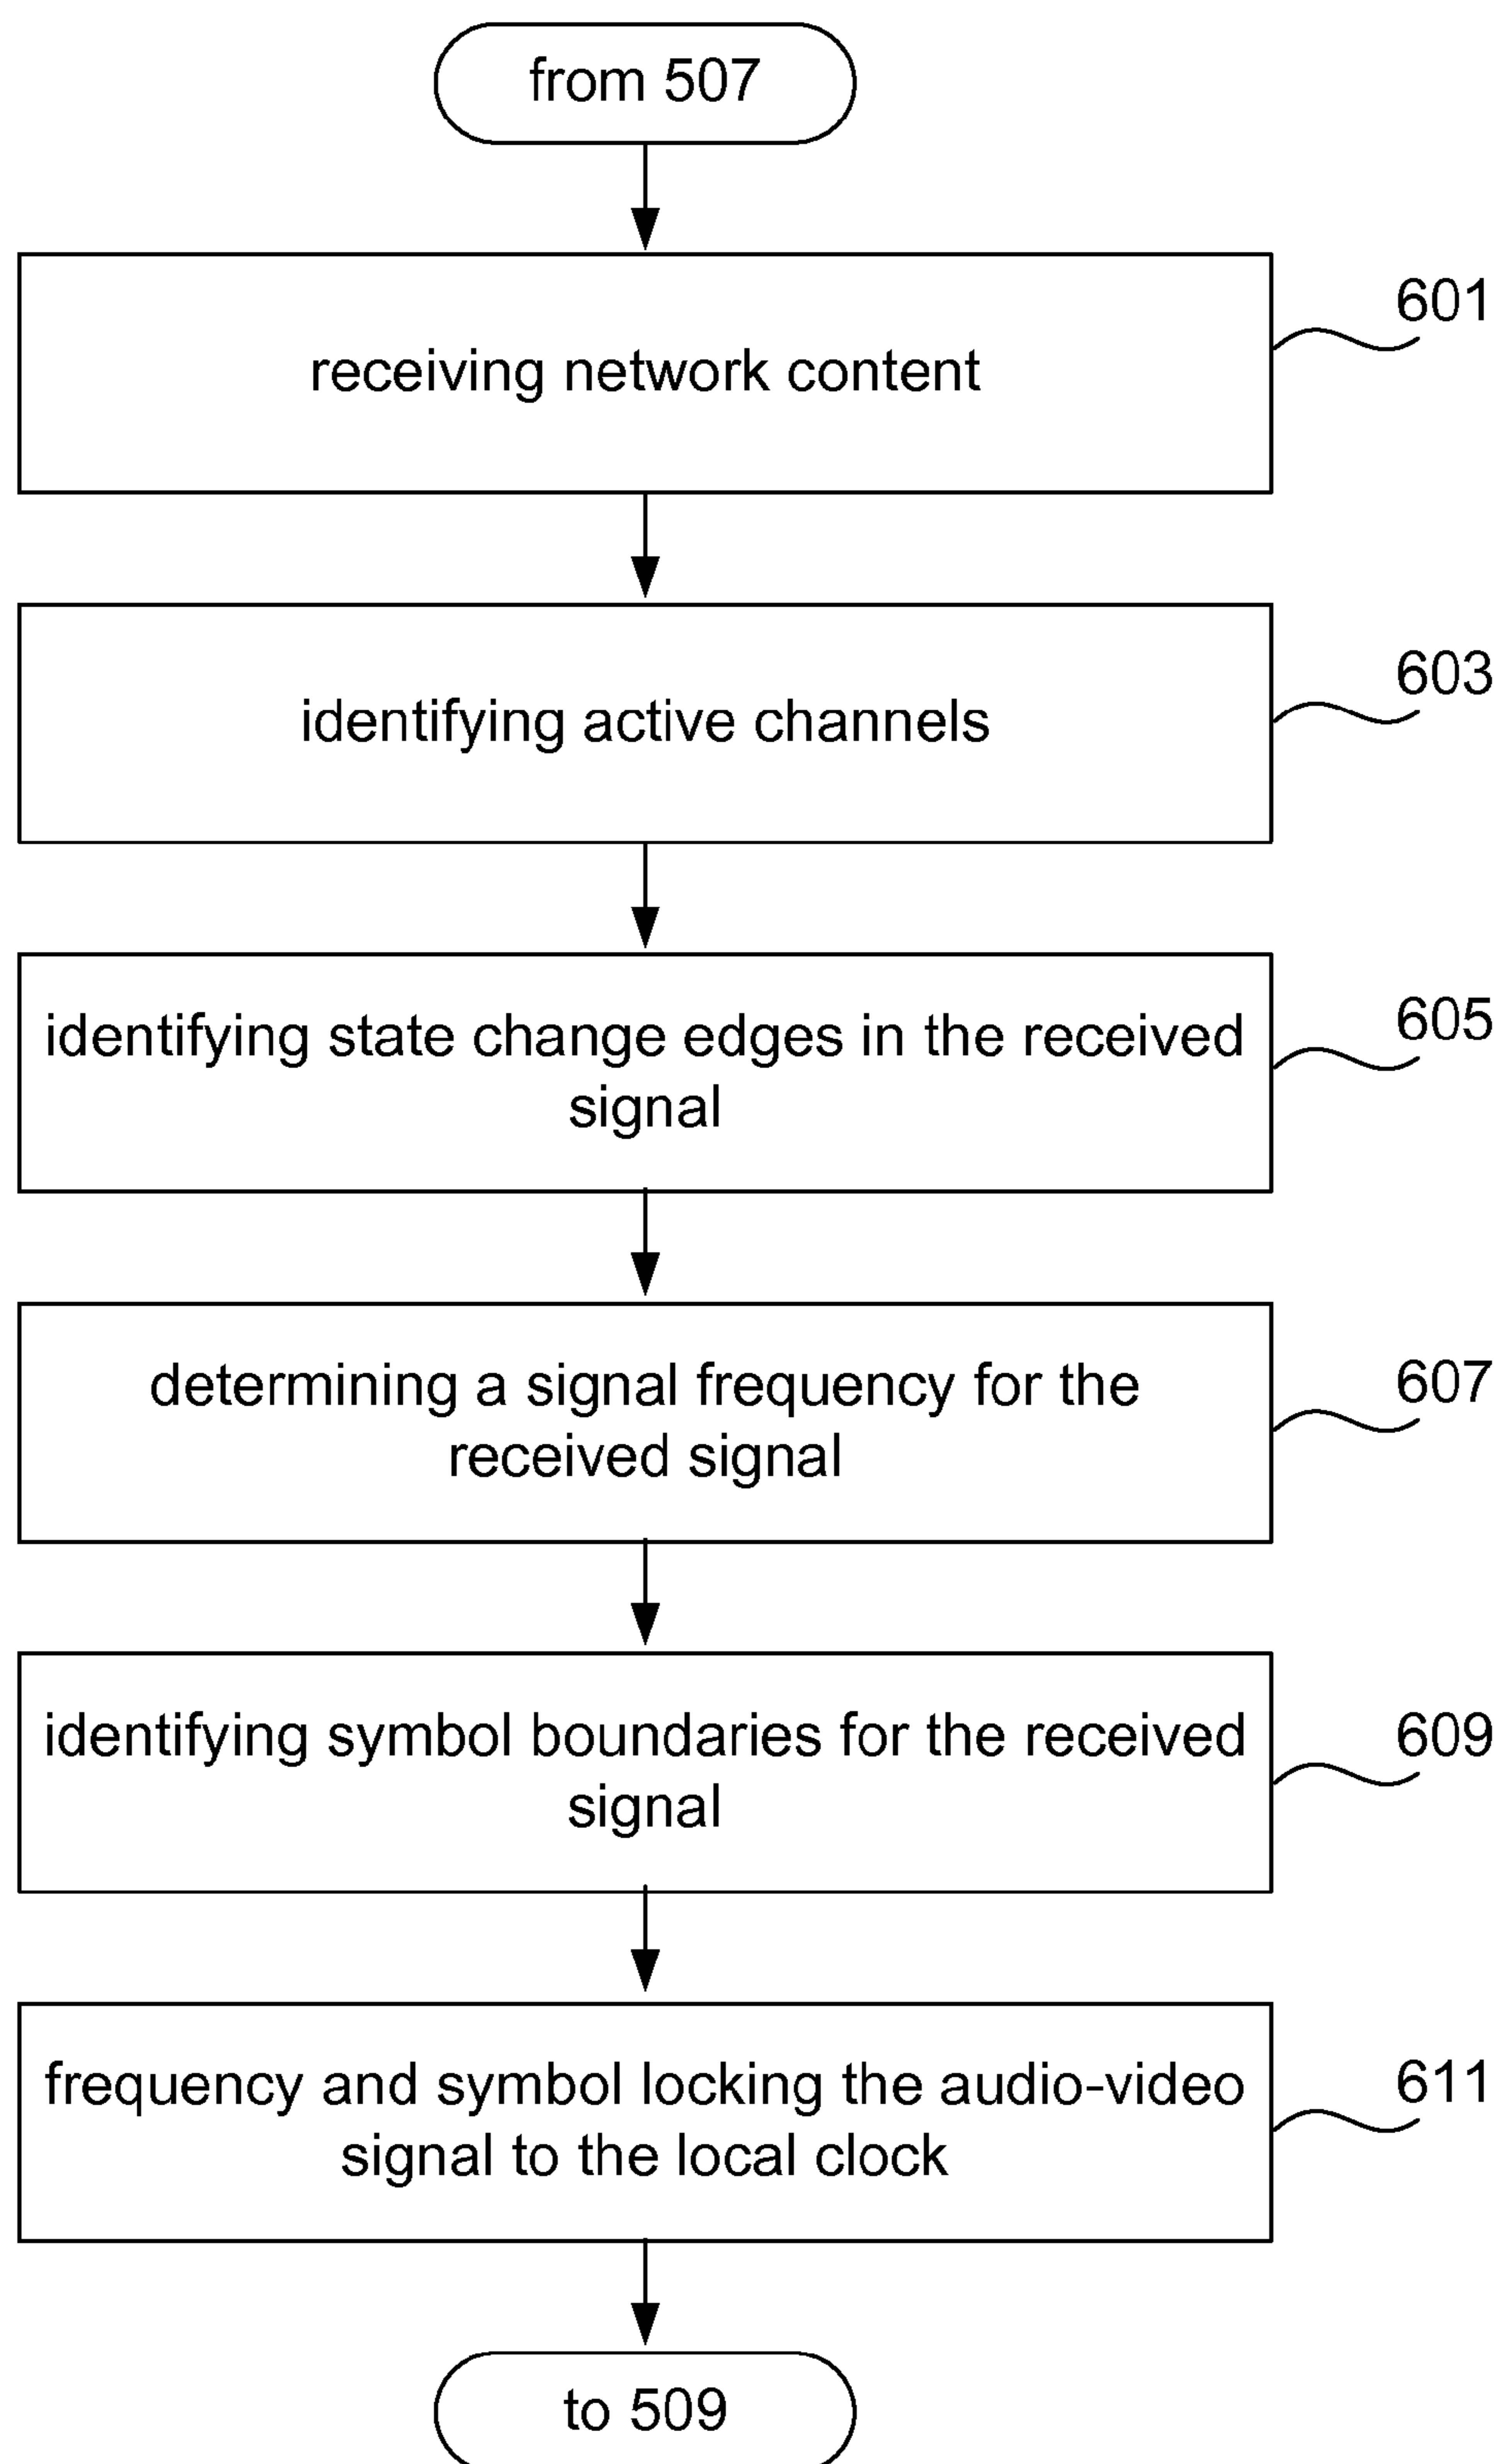 from 507
receiving network content
601
identifying active channels
603
identifying state change edges in the received
signal
605
determining a signal frequency for the
received signal
607
identifying symbol boundaries for the received
signal
609
frequency and symbol locking the audio-video
signal to the local clock
611
to 509